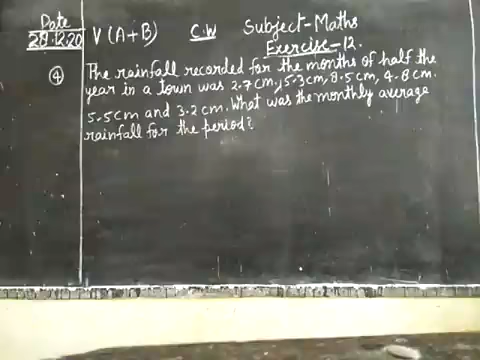 Date
28.12.20 V (A+B) C.W Subject-Maths
Exercise-12.
④ The rainfall recorded for the months of half the
year in a town was 2.7cm, 5.3cm, 8.5cm, 4.8cm.
5.5cm and 3.2cm. What was the monthly average
rainfall for the period?